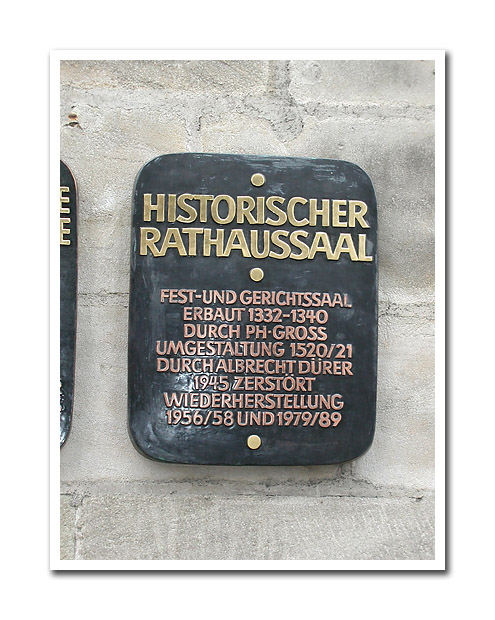 HISTORISCHER
RATHAUSSAAL
FEST-UND GERICHTSSAAL
ERBAUT 1332-1340
DURCH PH·GROSS
UMGESTALTUNG 1520/21
DURCH ALBRECHT DÜRER
1945 ZERSTÖRT
WIEDERHERSTELLUNG
1956/58 UND 1979/89